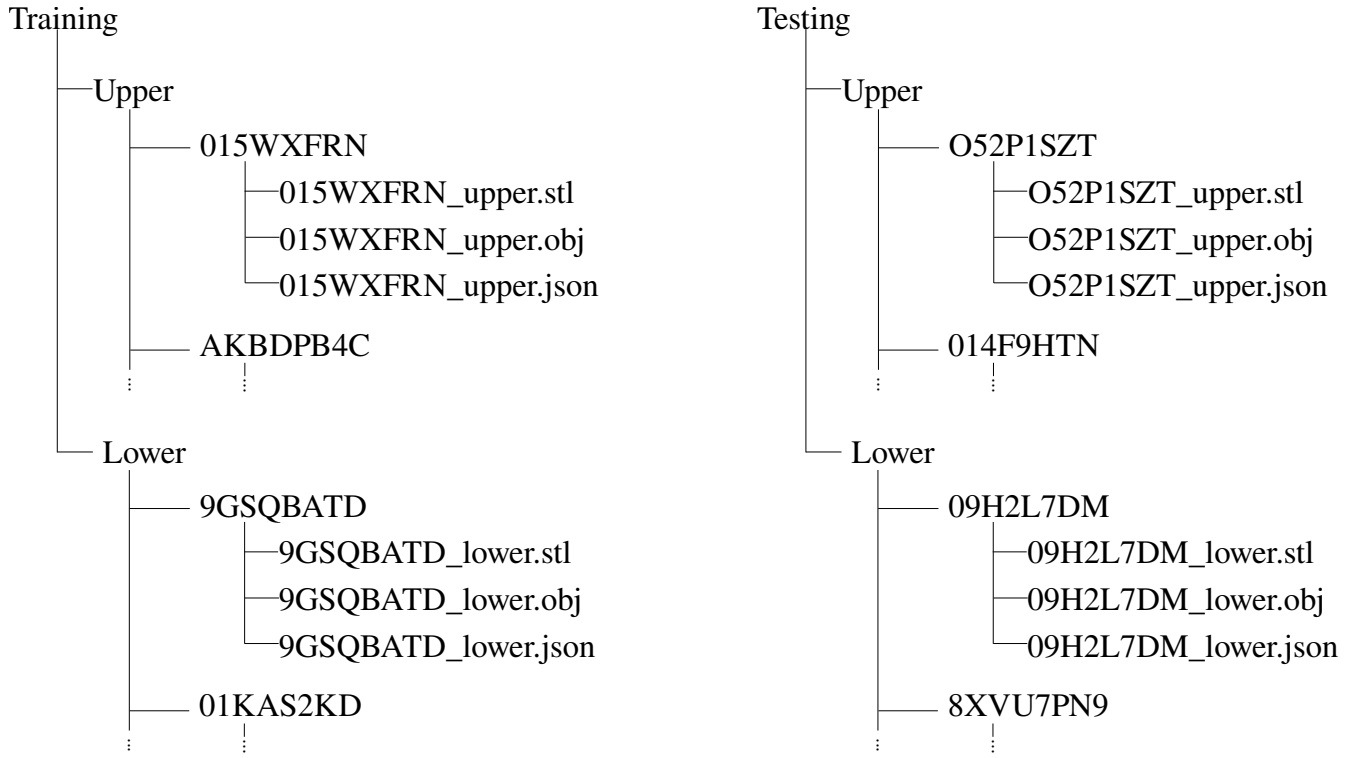 Training
Upper
015WXFRN
015WXFRN_upper.stl
015WXFRN_upper.obj
015WXFRN_upper.json
AKBDPB4C
Lower
9GSQBATD
9GSQBATD_lower.stl
9GSQBATD_lower.obj
9GSQBATD_lower.json
01KAS2KD
Testing
Upper
O52P1SZT
O52P1SZT_upper.stl
O52P1SZT_upper.obj
O52P1SZT_upper.json
014F9HTN
Lower
09H2L7DM
09H2L7DM_lower.stl
09H2L7DM_lower.obj
09H2L7DM_lower.json
8XVU7PN9